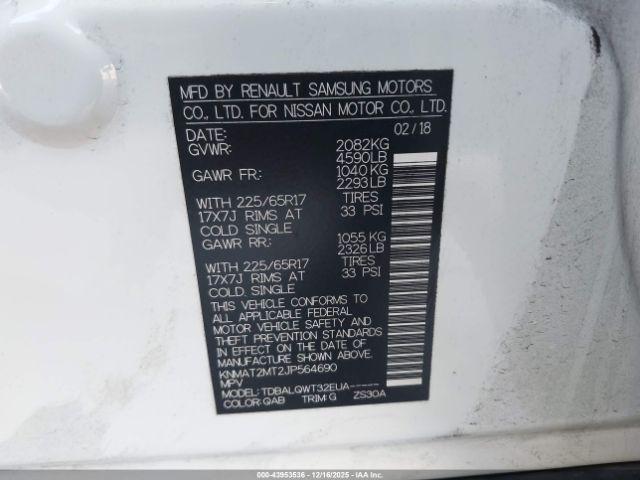 MFD BY RENAULT SAMSUNG MOTORS
CO., LTD. FOR NISSAN MOTOR CO., LTD.
DATE: 02/18
GVWR: 2082KG
4590LB
GAWR FR: 1040KG
2293LB
WITH 225/65R17 TIRES
17X7J RIMS AT 33 PSI
COLD SINGLE
GAWR RR: 1055 KG
2326LB
WITH 225/65R17 TIRES
17X7J RIMS AT 33 PSI
COLD. SINGLE
THIS VEHICLE CONFORMS TO
ALL APPLICABLE FEDERAL
MOTOR VEHICLE SAFETY AND
THEFT PREVENTION STANDARDS
IN EFFECT ON THE DATE OF
MANUFACTURE SHOWN ABOVE.
KNMAT2MT2JP564690
MPV
MODEL: TDBALQWT32EUA-----
COLOR: QAB TRIM: G ZS30A
000-43953536 - 12/16/2025 - IAAI COPYRIGHT